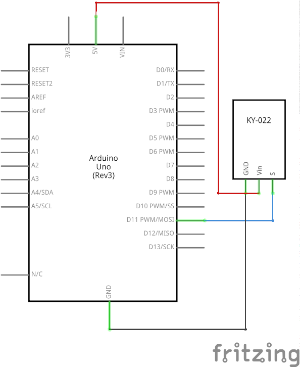 3V3
5V
VIN
RESET
RESET2
AREF
ioref
A0
A1
A2
A3
A4/SDA
A5/SCL
N/C
Arduino
Uno
(Rev3)
D0/RX
D1/TX
D2
D3 PWM
D4
D5 PWM
D6 PWM
D7
D8
D9 PWM
D10 PWM/SS
D11 PWM/MOSI
D12/MISO
D13/SCK
GND
KY-022
GND
Vin
S
fritzing